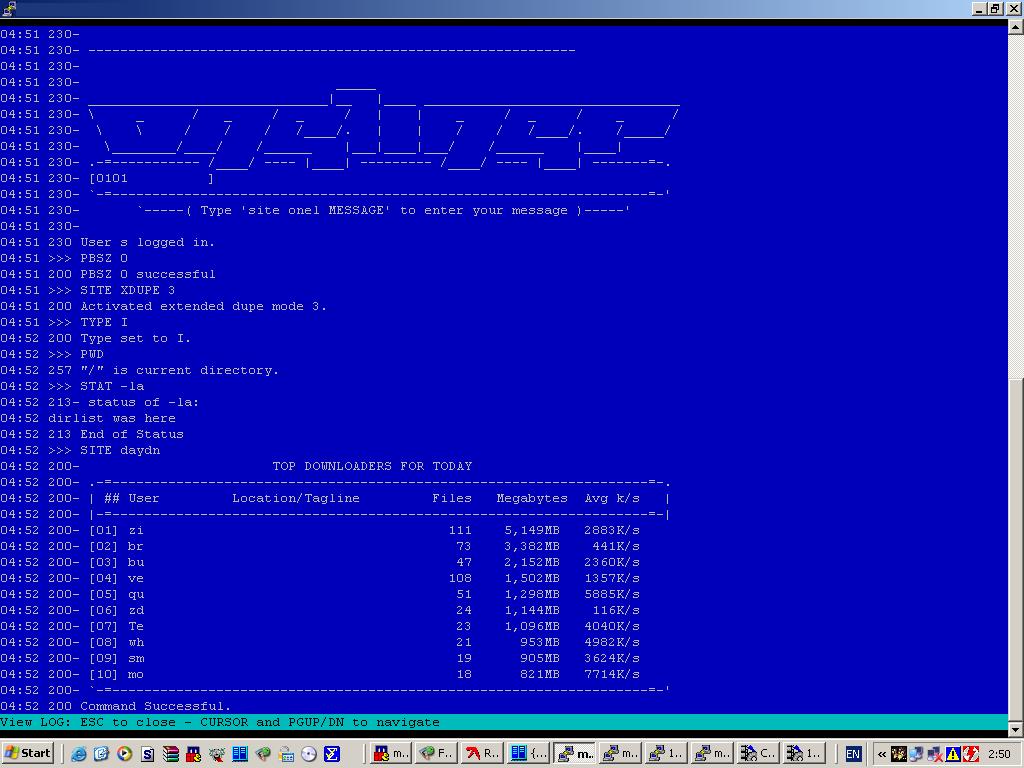 04:51 230-
04:51 230- -------------------------------------------------------------
04:51 230-
04:51 230-
04:51 230-
04:51 230-
04:51 230-
04:51 230-
04:51 230- .-=----------- /____/ ---- |____| --------- /____/ ---- |____| -------=-.
04:51 230- [0101          ]
04:51 230- `-=-------------------------------------------------------------------=-'
04:51 230-       `-----( Type 'site onel MESSAGE' to enter your message )-----'
04:51 230-
04:51 230 User s logged in.
04:51 >>> PBSZ 0
04:51 200 PBSZ 0 successful
04:51 >>> SITE XDUPE 3
04:51 200 Activated extended dupe mode 3.
04:51 >>> TYPE I
04:52 200 Type set to I.
04:52 >>> PWD
04:52 257 "/" is current directory.
04:52 >>> STAT -la
04:52 213- status of -la:
04:52 dirlist was here
04:52 213 End of Status
04:52 >>> SITE daydn
04:52 200- TOP DOWNLOADERS FOR TODAY
04:52 200- .-=-------------------------------------------------------------------=-.
04:52 200- | ## User Location/Tagline Files Megabytes Avg k/s |
04:52 200- |-=-------------------------------------------------------------------=-|
04:52 200- [01] zi 111 5,149MB 2883K/s
04:52 200- [02] br 73 3,382MB 441K/s
04:52 200- [03] bu 47 2,152MB 2360K/s
04:52 200- [04] ve 108 1,502MB 1357K/s
04:52 200- [05] qu 51 1,298MB 5885K/s
04:52 200- [06] zd 24 1,144MB 116K/s
04:52 200- [07] Te 23 1,096MB 4040K/s
04:52 200- [08] wh 21 953MB 4982K/s
04:52 200- [09] sm 19 905MB 3624K/s
04:52 200- [10] mo 18 821MB 7714K/s
04:52 200- `-=-------------------------------------------------------------------=-'
04:52 200 Command Successful.
View LOG: ESC to close - CURSOR and PGUP/DN to navigate
Start m.. F.. R.. {... m.. m.. 1.. m.. C.. 1.. EN « 2:50